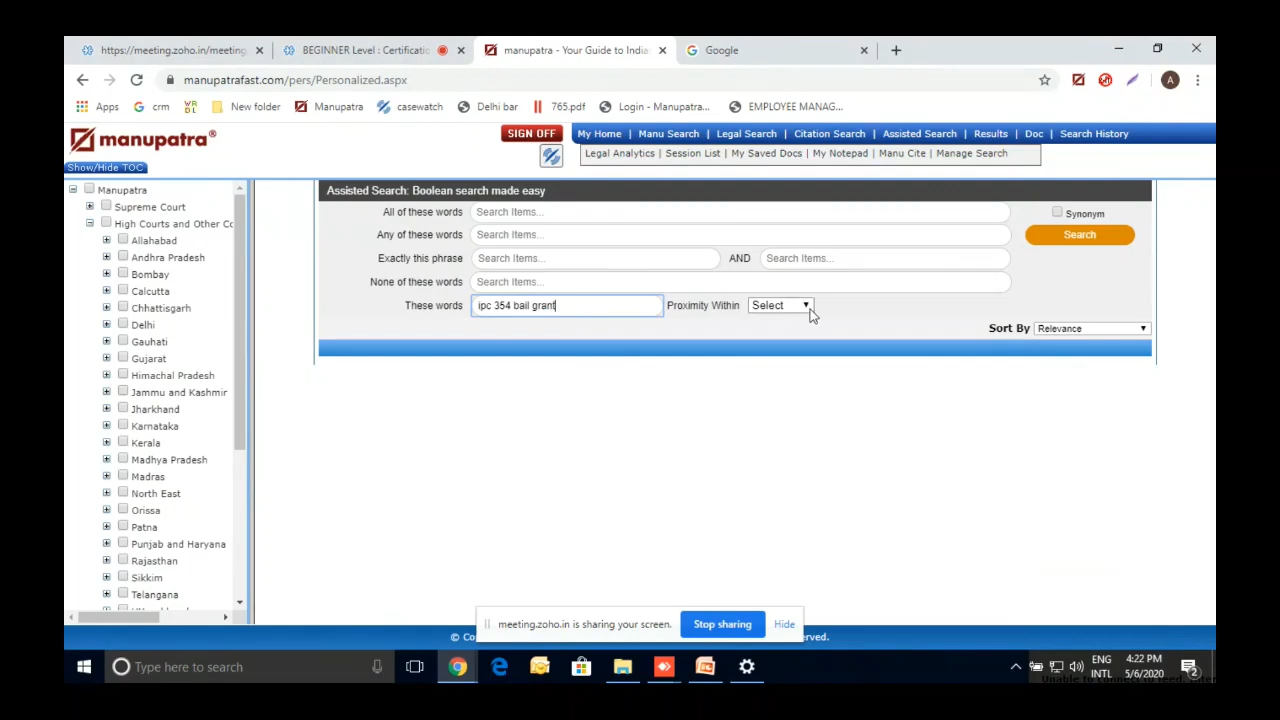 https://meeting.zoho.in/meeting.
BEGINNER Level : Certificatio
manupatra - Your Guide to India
Google
manupatrafast.com/pers/Personalized.aspx
A
Apps
crm
New folder
Manupatra
casewatch
Delhi bar
765.pdf
Login - Manupatra...
EMPLOYEE MANAG...
manupatra®
SIGN OFF
My Home | Manu Search | Legal Search | Citation Search | Assisted Search | Results | Doc | Search History
Legal Analytics | Session List | My Saved Docs | My Notepad | Manu Cite | Manage Search
Show/Hide TOC
Manupatra
Supreme Court
High Courts and Other Co
Allahabad
Andhra Pradesh
Bombay
Calcutta
Chhattisgarh
Delhi
Gauhati
Gujarat
Himachal Pradesh
Jammu and Kashmir
Jharkhand
Karnataka
Kerala
Madhya Pradesh
Madras
North East
Orissa
Patna
Punjab and Haryana
Rajasthan
Sikkim
Telangana
Assisted Search: Boolean search made easy
All of these words Search Items... Synonym
Any of these words Search Items... Search
Exactly this phrase Search Items... AND Search Items...
None of these words Search Items...
These words ipc 354 bail grant Proximity Within Select
Sort By Relevance
meeting.zoho.in is sharing your screen. Stop sharing Hide
© Co
erved.
Type here to search
ENG
INTL
4:22 PM
5/6/2020
2